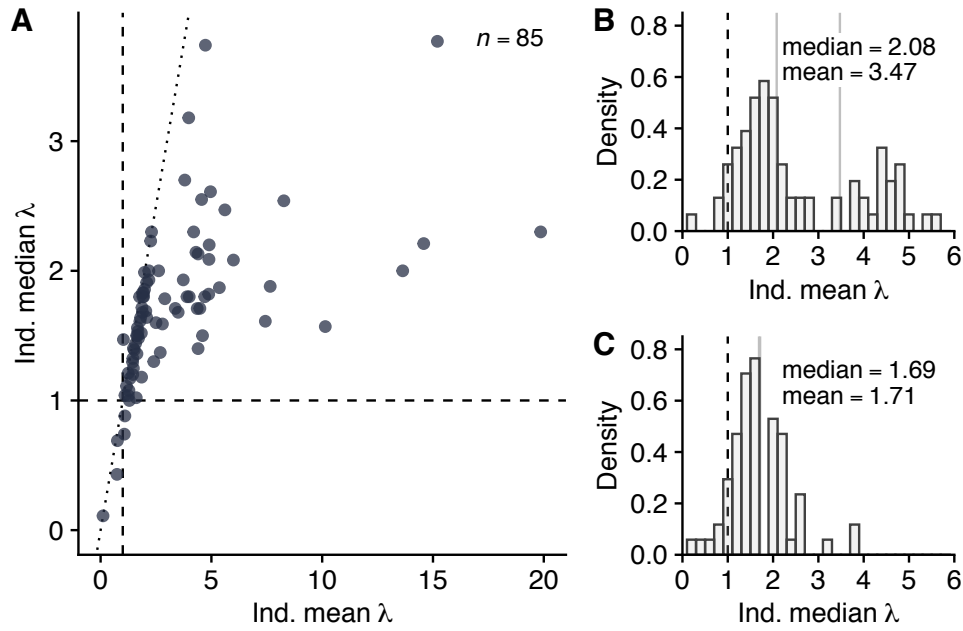 A
n = 85
Ind. median λ
3
2
1
0
0 5 10 15 20
Ind. mean λ
B
median = 2.08
mean = 3.47
Density
0.8
0.6
0.4
0.2
0.0
0 1 2 3 4 5 6
Ind. mean λ
C
median = 1.69
mean = 1.71
Density
0.8
0.6
0.4
0.2
0.0
0 1 2 3 4 5 6
Ind. median λ